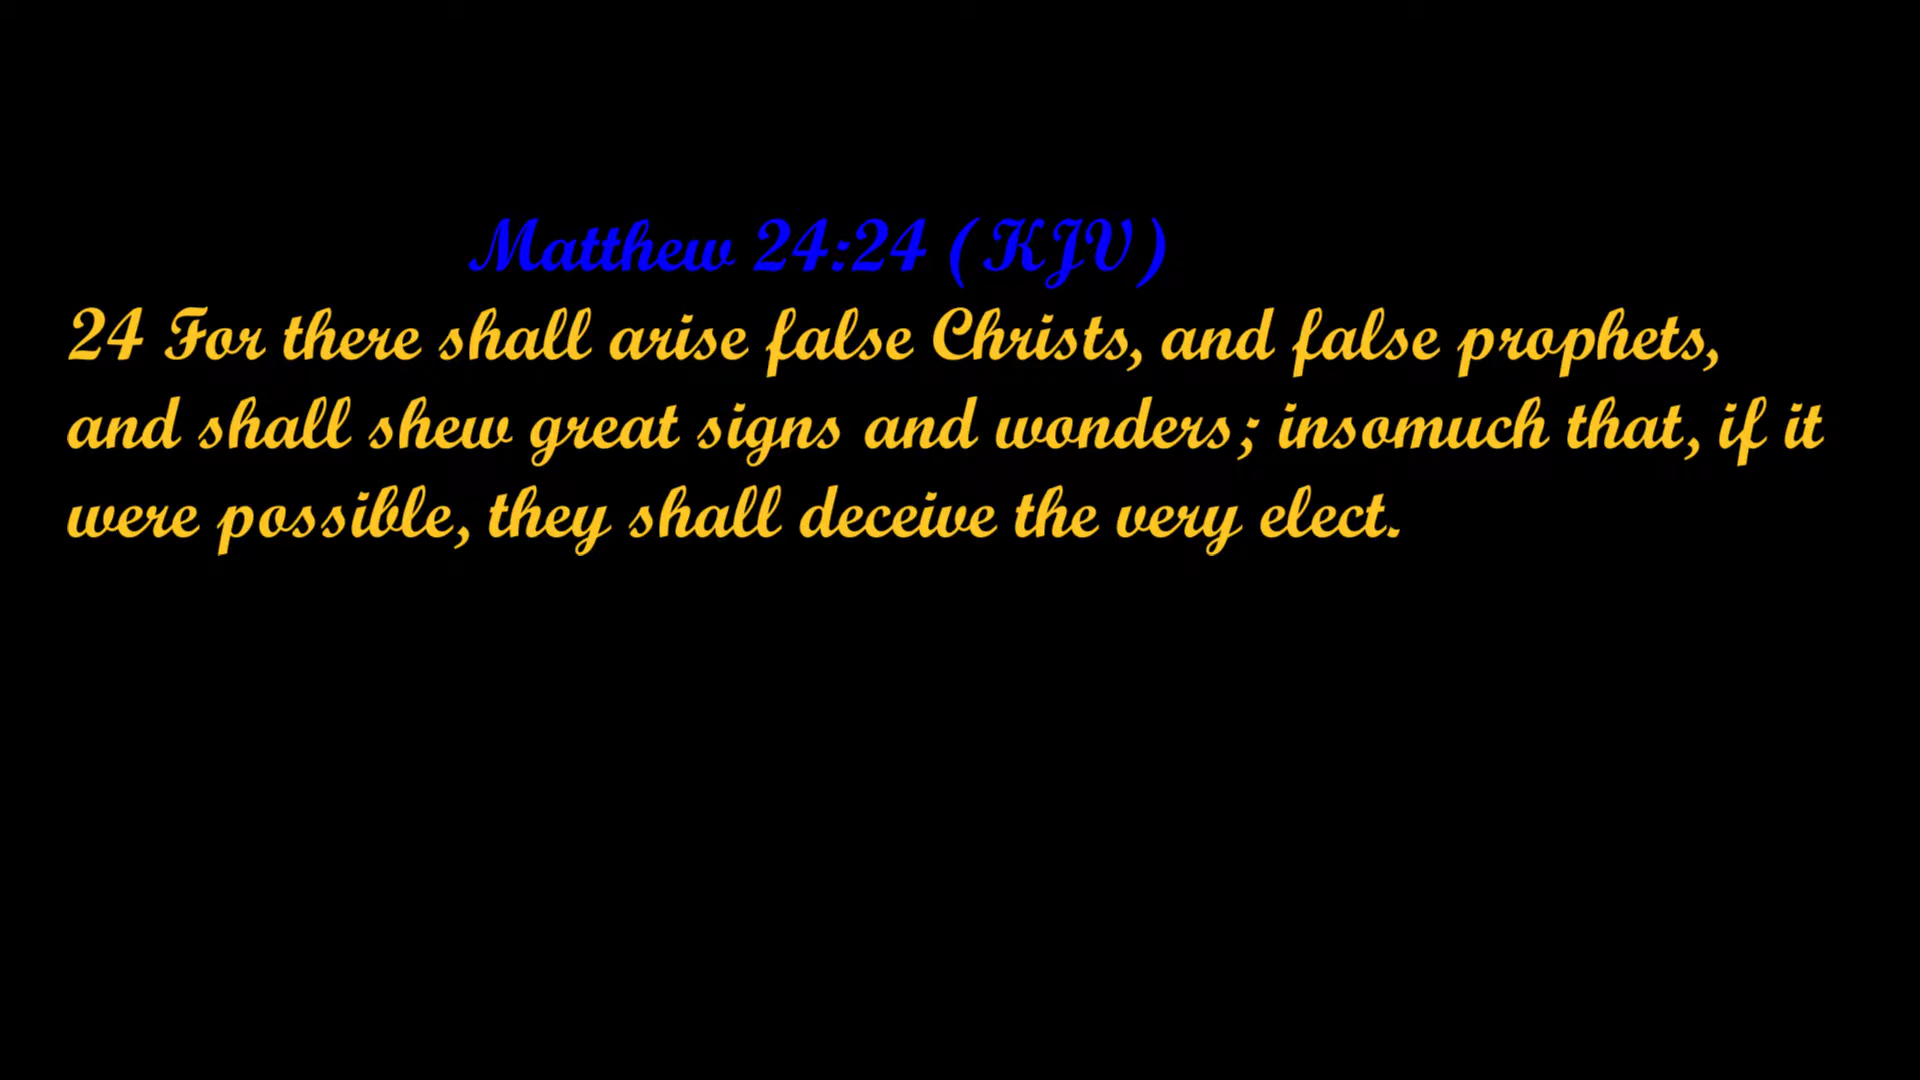 Matthew 24:24 (KJV)
24 For there shall arise false Christs, and false prophets,
and shall shew great signs and wonders; insomuch that, if it
were possible, they shall deceive the very elect.